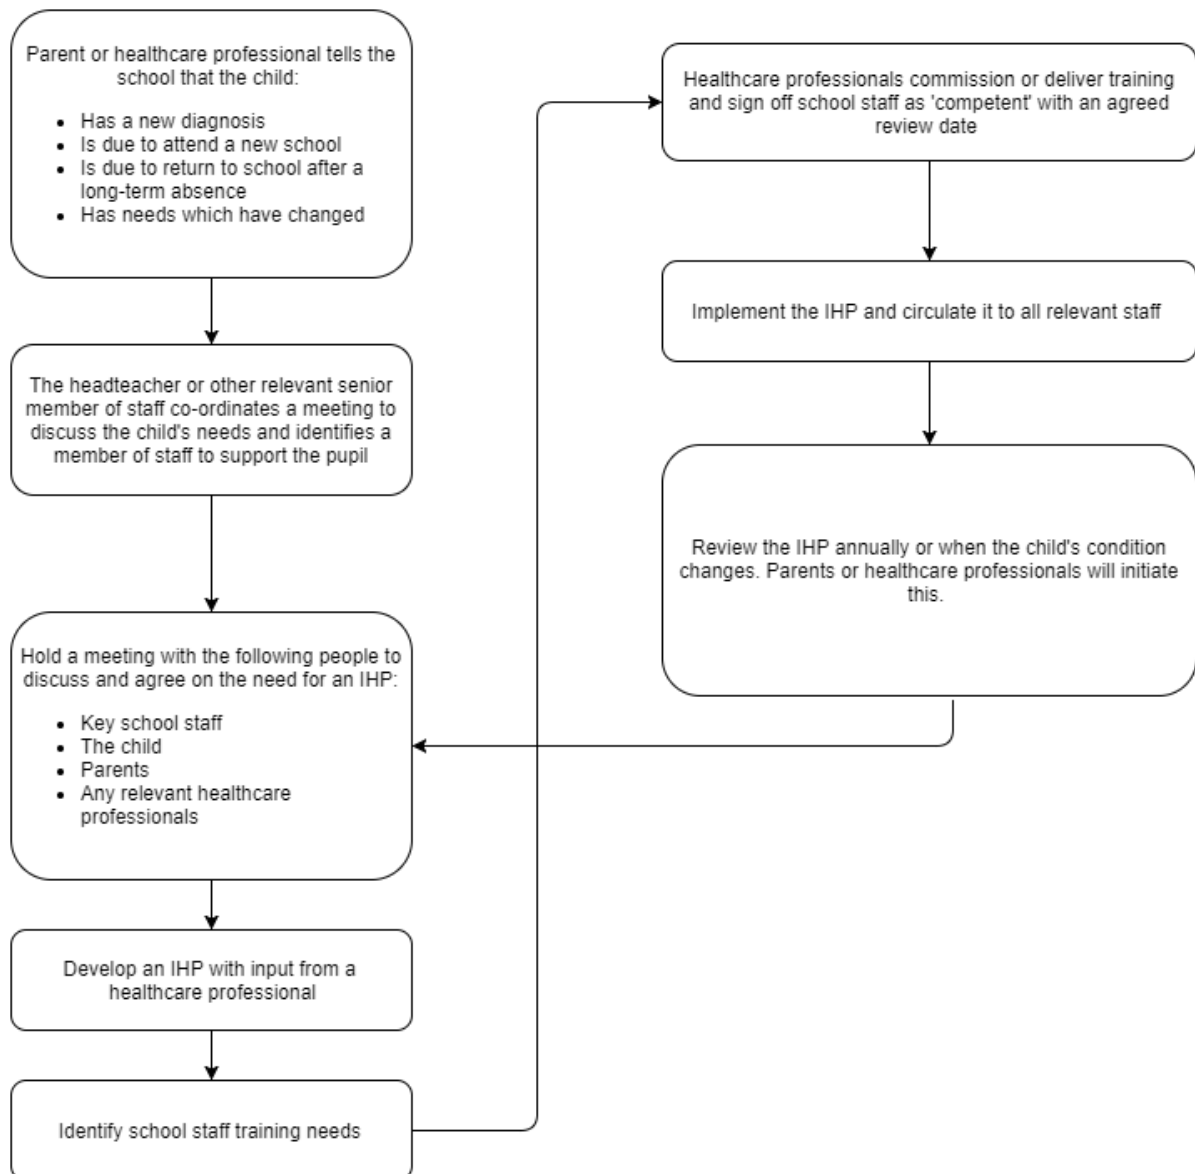 Parent or healthcare professional tells the
school that the child:
• Has a new diagnosis
• Is due to attend a new school
• Is due to return to school after a
long-term absence
• Has needs which have changed
The headteacher or other relevant senior
member of staff co-ordinates a meeting to
discuss the child's needs and identifies a
member of staff to support the pupil
Hold a meeting with the following people to
discuss and agree on the need for an IHP:
• Key school staff
• The child
• Parents
• Any relevant healthcare
professionals
Develop an IHP with input from a
healthcare professional
Identify school staff training needs
Healthcare professionals commission or deliver training
and sign off school staff as 'competent' with an agreed
review date
Implement the IHP and circulate it to all relevant staff
Review the IHP annually or when the child's condition
changes. Parents or healthcare professionals will initiate
this.